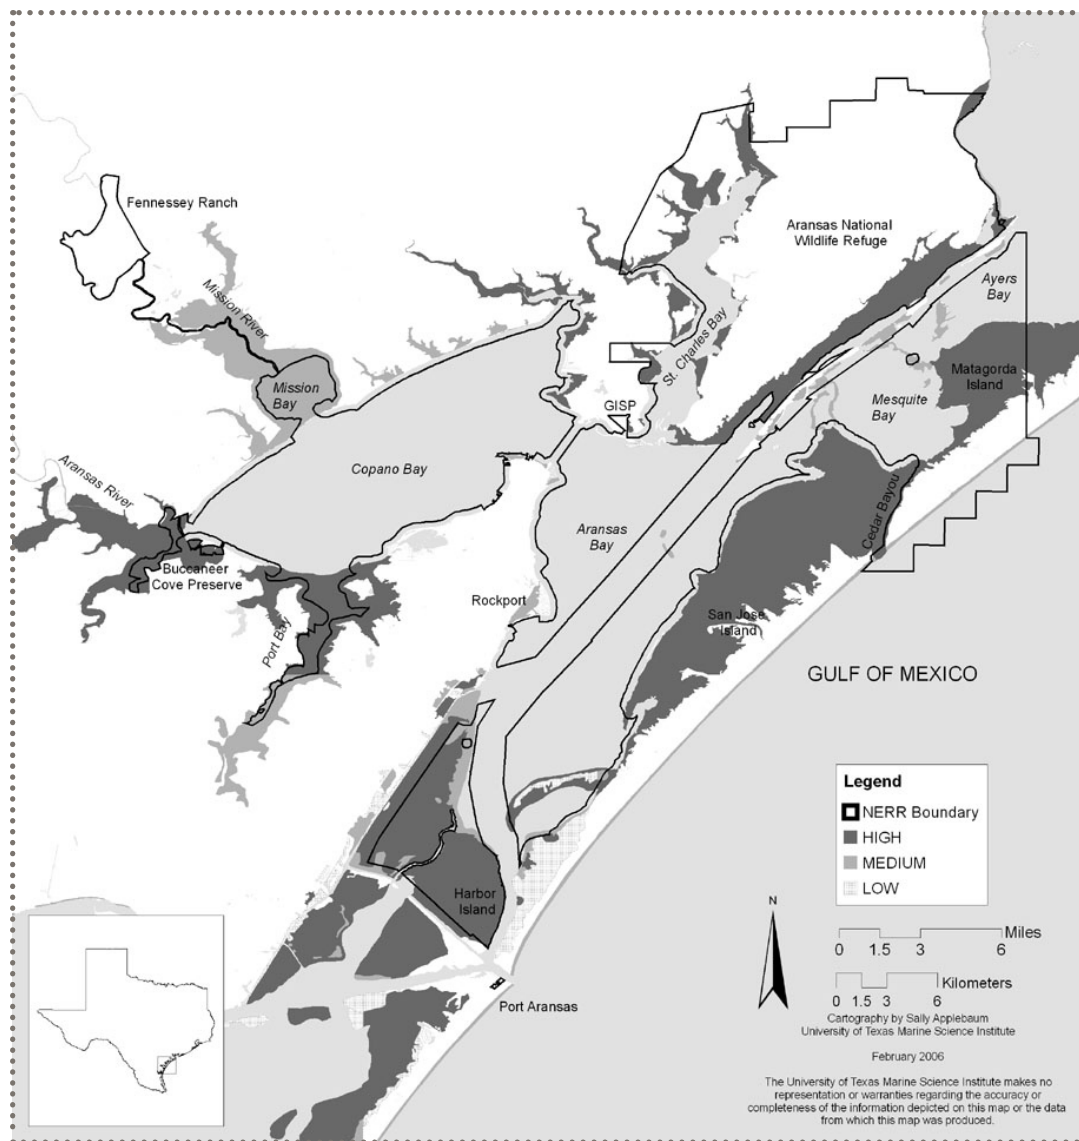 Fennessey Ranch
Aransas National
Wildlife Refuge
Ayers
Bay
Mission River
St. Charles Bay
Matagorda
Island
Mission
Bay
Mesquite
Bay
GISP
Copano Bay
Aransas River
Cedar Bayou
Aransas
Bay
Buccaneer
Cove Preserve
Rockport
San Jose
Island
Port Bay
GULF OF MEXICO
Legend
NERR Boundary
HIGH
MEDIUM
LOW
Harbor
Island
N
Miles
0 1.5 3 6
Kilometers
0 1.5 3 6
Port Aransas
Cartography by Sally Applebaum
University of Texas Marine Science Institute
February 2006
The University of Texas Marine Science Institute makes no
representation or warranties regarding the accuracy or
completeness of the information depicted on this map or the data
from which this map was produced.